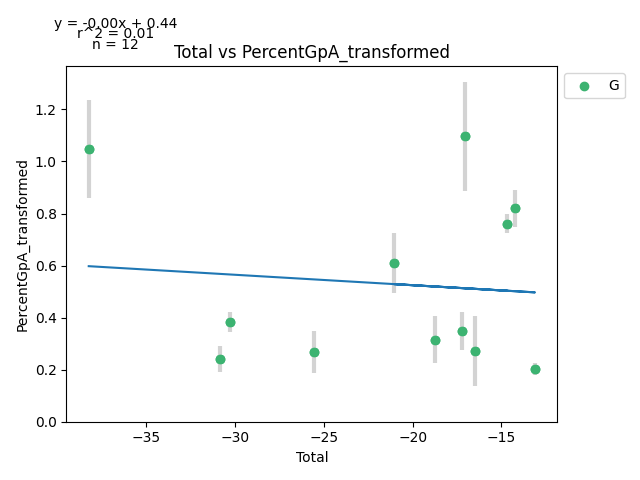 y = -0.00x + 0.44
r^2 = 0.01
n = 12
Total vs PercentGpA_transformed
G
PercentGpA_transformed
1.2
1.0
0.8
0.6
0.4
0.2
0.0
−35
−30
−25
−20
−15
Total